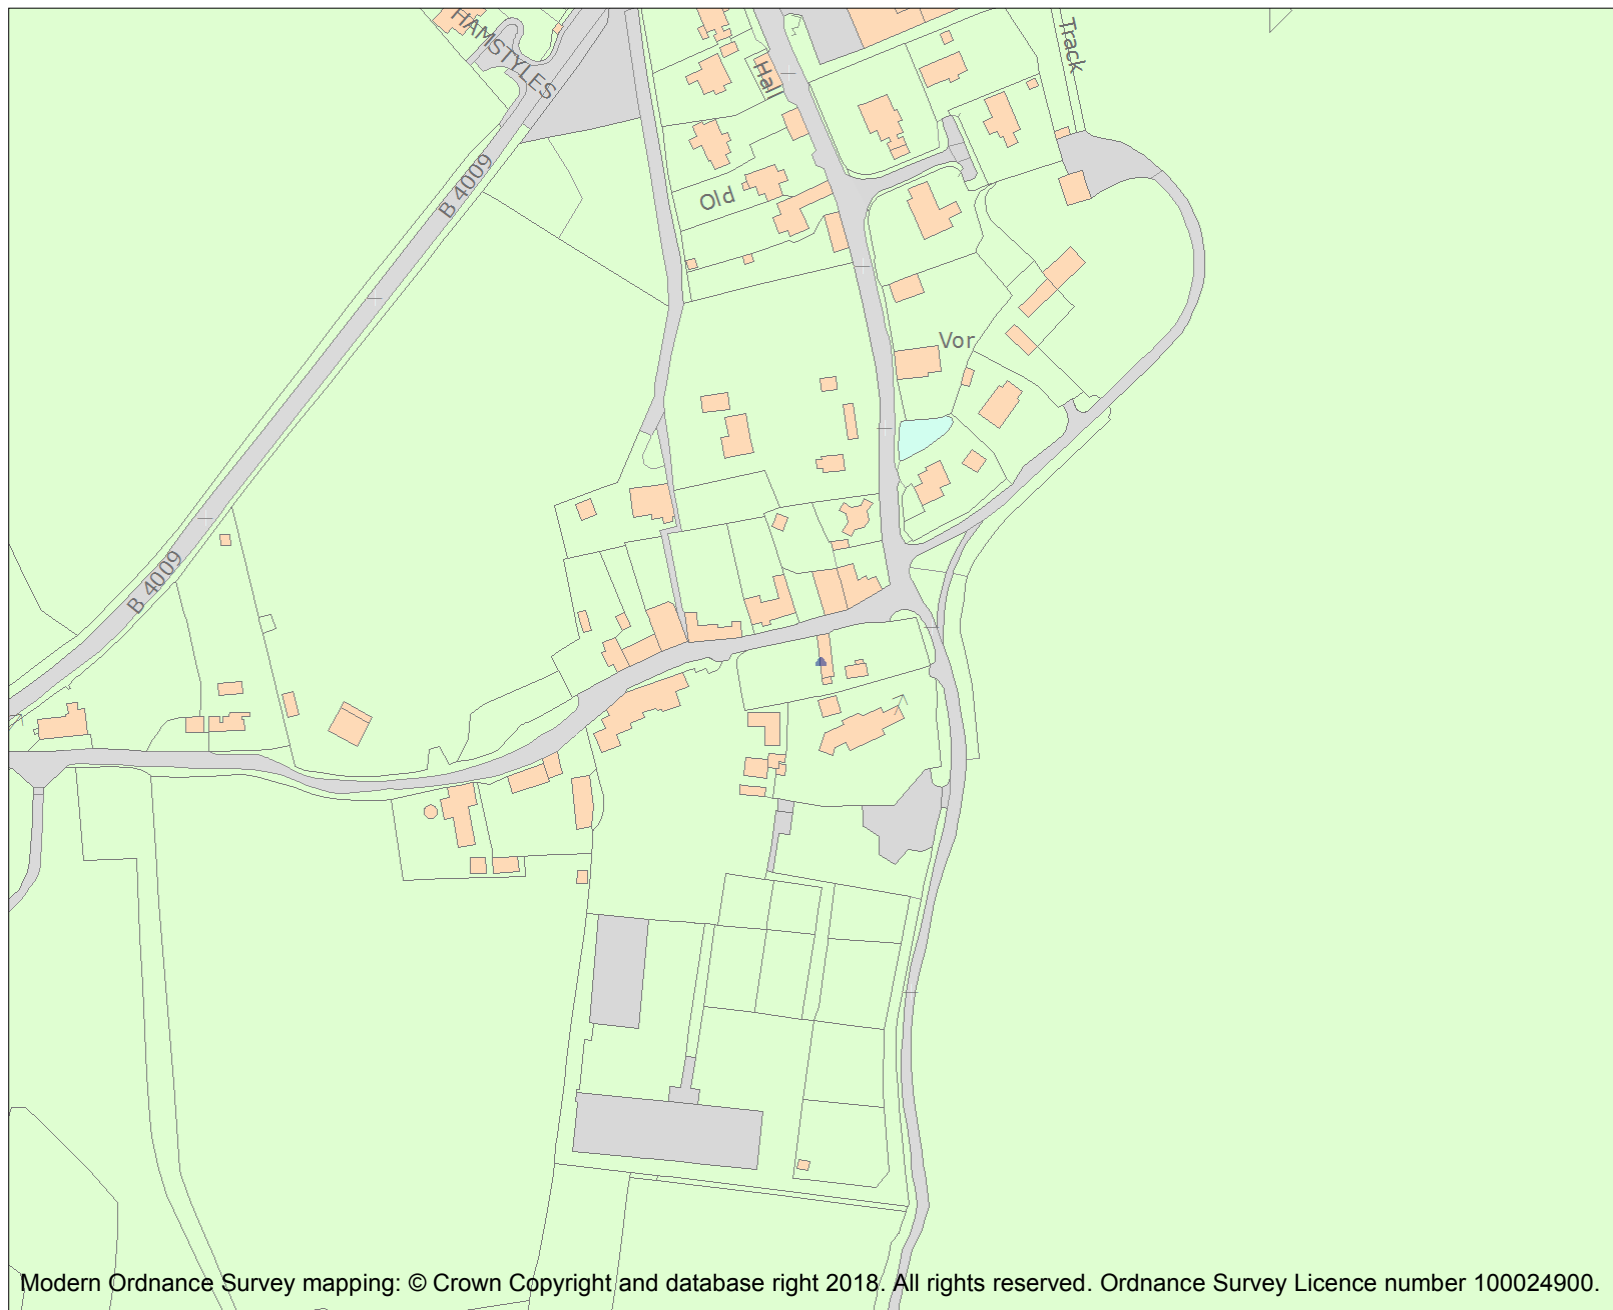 HAMSTYLES
Track
Hall
B 4009
Old
Vor
B 4009
Modern Ordnance Survey mapping: © Crown Copyright and database right 2018. All rights reserved. Ordnance Survey Licence number 100024900.